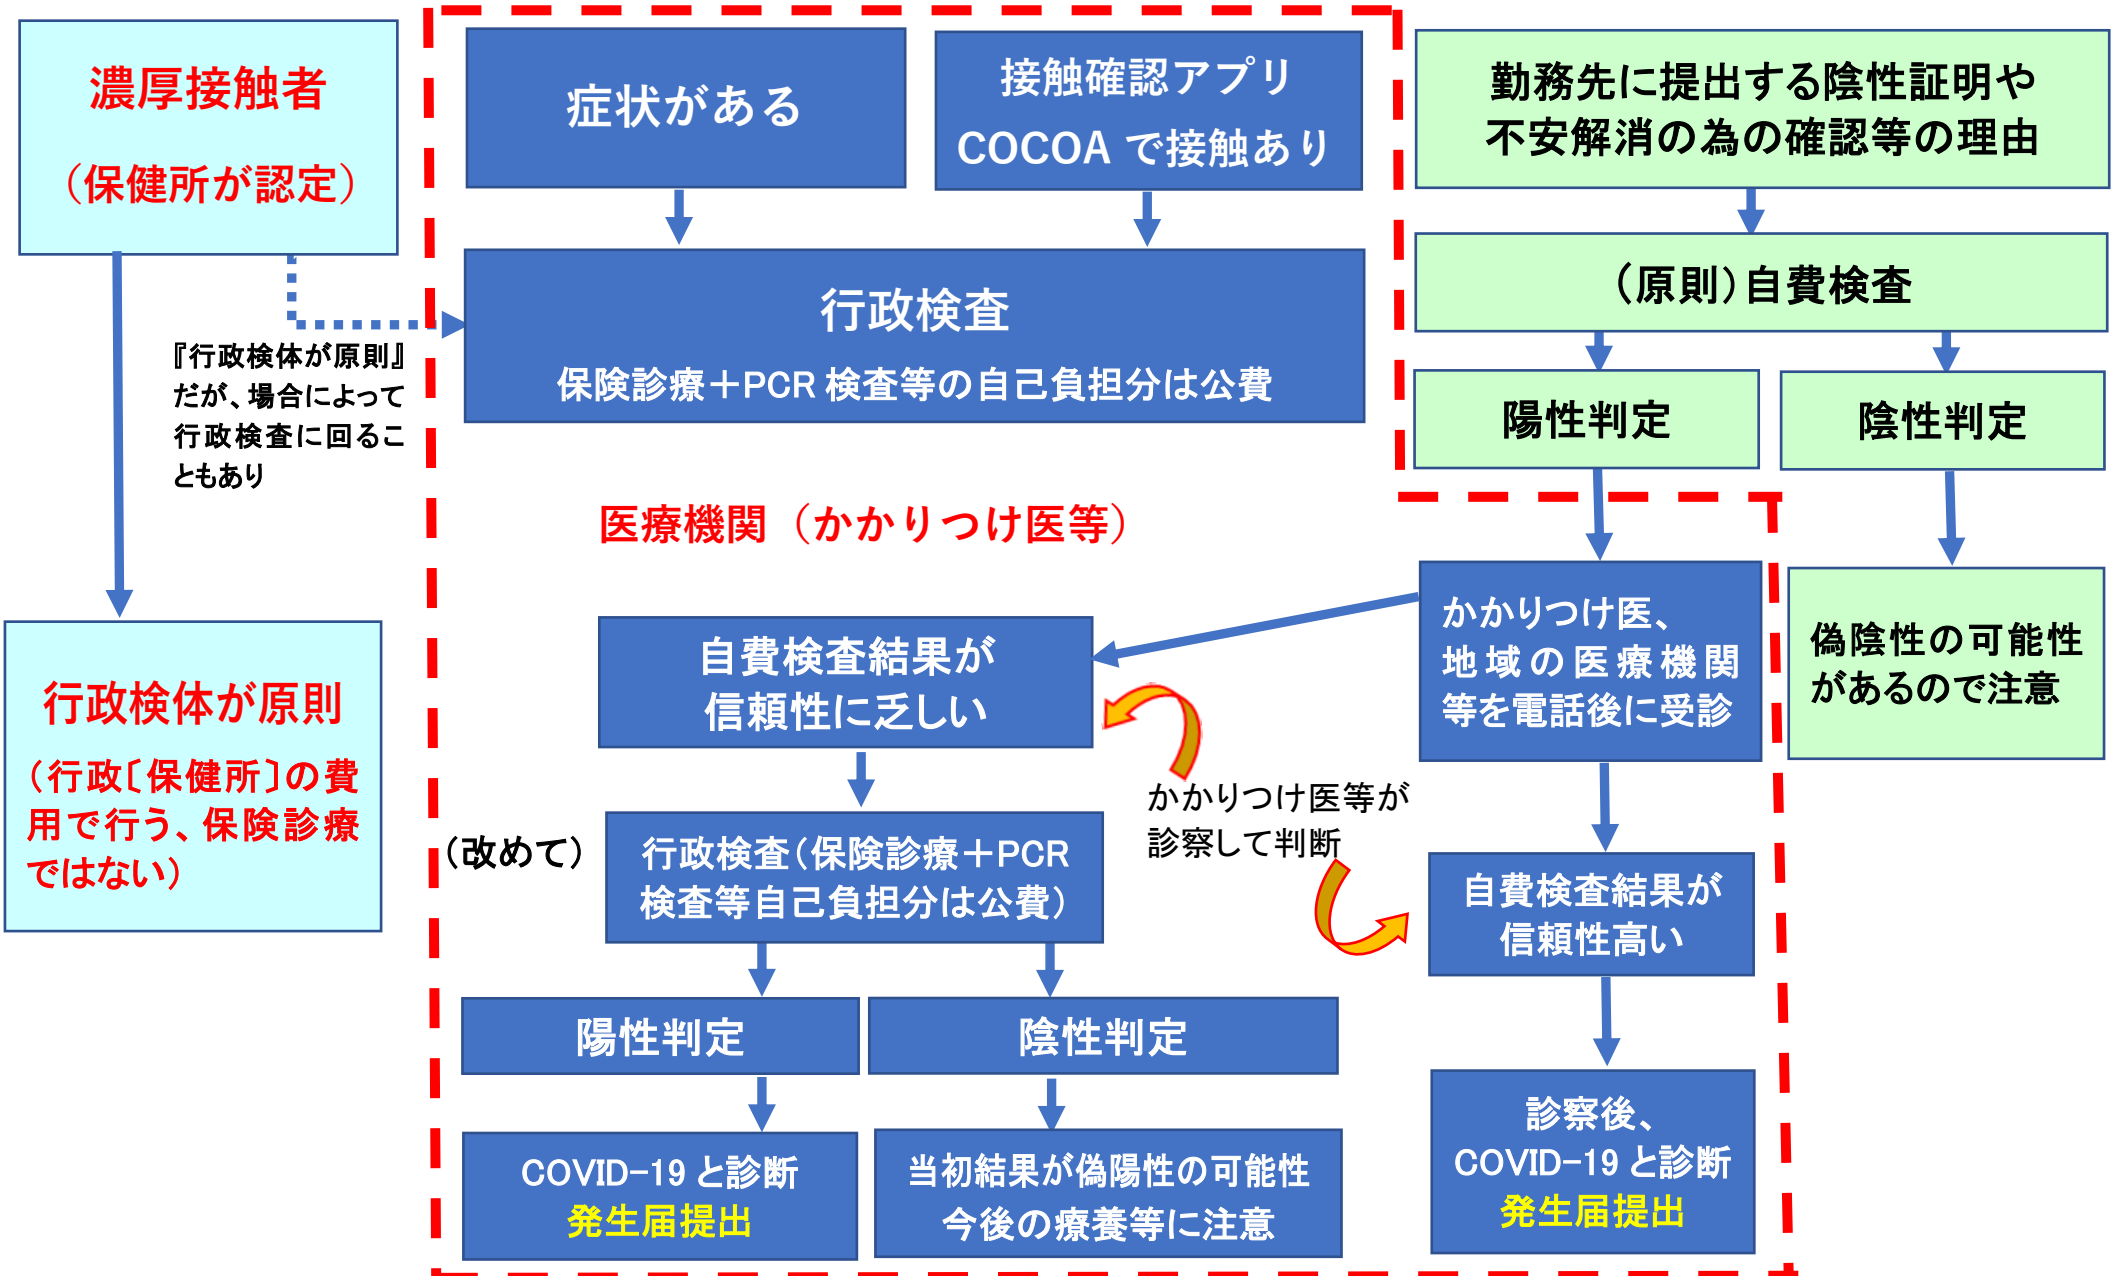 濃厚接触者
（保健所が認定）
症状がある
接触確認アプリ
COCOA で接触あり
勤務先に提出する陰性証明や
不安解消の為の確認等の理由
行政検査
保険診療＋PCR 検査等の自己負担分は公費
（原則）自費検査
『行政検体が原則』
だが、場合によって
行政検査に回るこ
ともあり
陽性判定
陰性判定
医療機関（かかりつけ医等）
かかりつけ医、
地域の医療機関
等を電話後に受診
偽陰性の可能性
があるので注意
自費検査結果が
信頼性に乏しい
行政検体が原則
（行政〔保健所〕の費
用で行う、保険診療
ではない）
かかりつけ医等が
診察して判断
（改めて）
行政検査（保険診療＋PCR
検査等自己負担分は公費）
自費検査結果が
信頼性高い
陽性判定
陰性判定
COVID-19 と診断
発生届提出
当初結果が偽陽性の可能性
今後の療養等に注意
診察後、
COVID-19 と診断
発生届提出